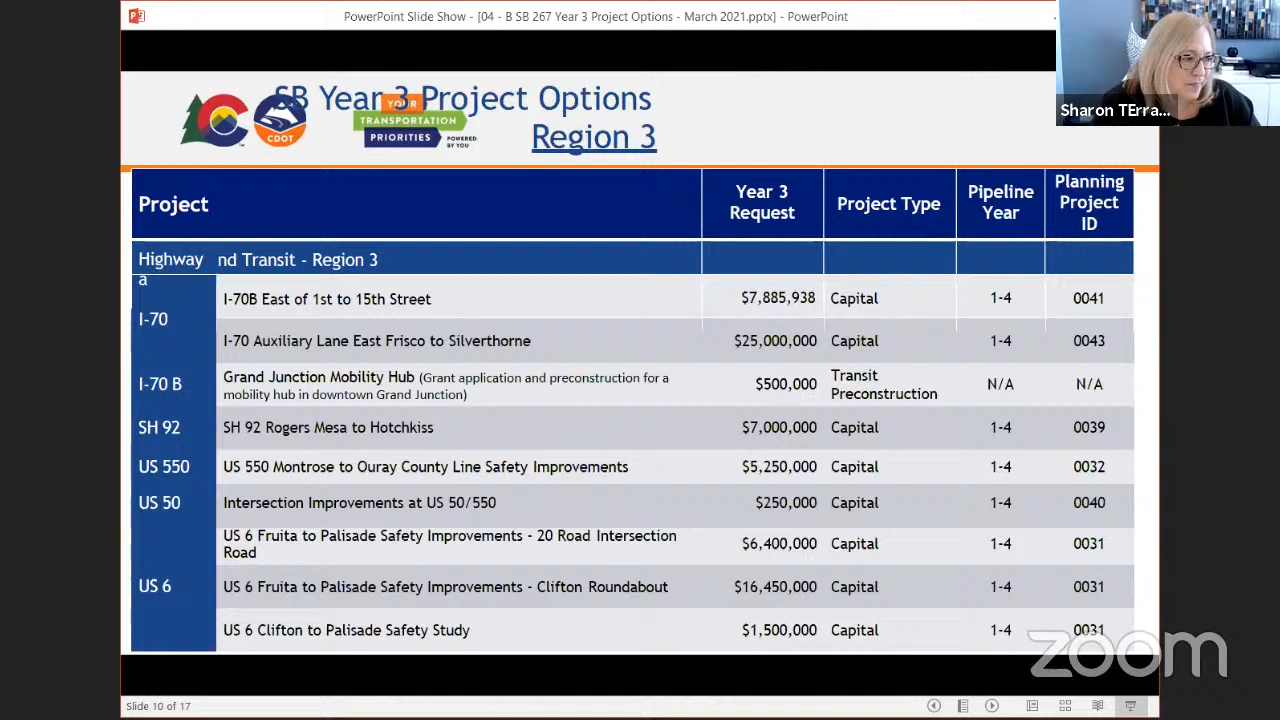 PowerPoint Slide Show - [04 - B SB 267 Year 3 Project Options - March 2021.pptx] - PowerPoint
Sharon TErra...
SB Year 3 Project Options
Region 3
CDOT
YOUR
TRANSPORTATION
PRIORITIES
POWERED
BY YOU
Project
Year 3
Request
Project Type
Pipeline
Year
Planning
Project
ID
Highway
a
nd Transit - Region 3
I-70
I-70B East of 1st to 15th Street $7,885,938 Capital 1-4 0041
I-70 Auxiliary Lane East Frisco to Silverthorne $25,000,000 Capital 1-4 0043
I-70 B
Grand Junction Mobility Hub (Grant application and preconstruction for a
mobility hub in downtown Grand Junction)
$500,000
Transit
Preconstruction
N/A N/A
SH 92 SH 92 Rogers Mesa to Hotchkiss $7,000,000 Capital 1-4 0039
US 550 US 550 Montrose to Ouray County Line Safety Improvements $5,250,000 Capital 1-4 0032
US 50 Intersection Improvements at US 50/550 $250,000 Capital 1-4 0040
US 6 Fruita to Palisade Safety Improvements - 20 Road Intersection
Road
$6,400,000 Capital 1-4 0031
US 6 US 6 Fruita to Palisade Safety Improvements - Clifton Roundabout $16,450,000 Capital 1-4 0031
US 6 Clifton to Palisade Safety Study $1,500,000 Capital 1-4 0031
zoom
Slide 10 of 17